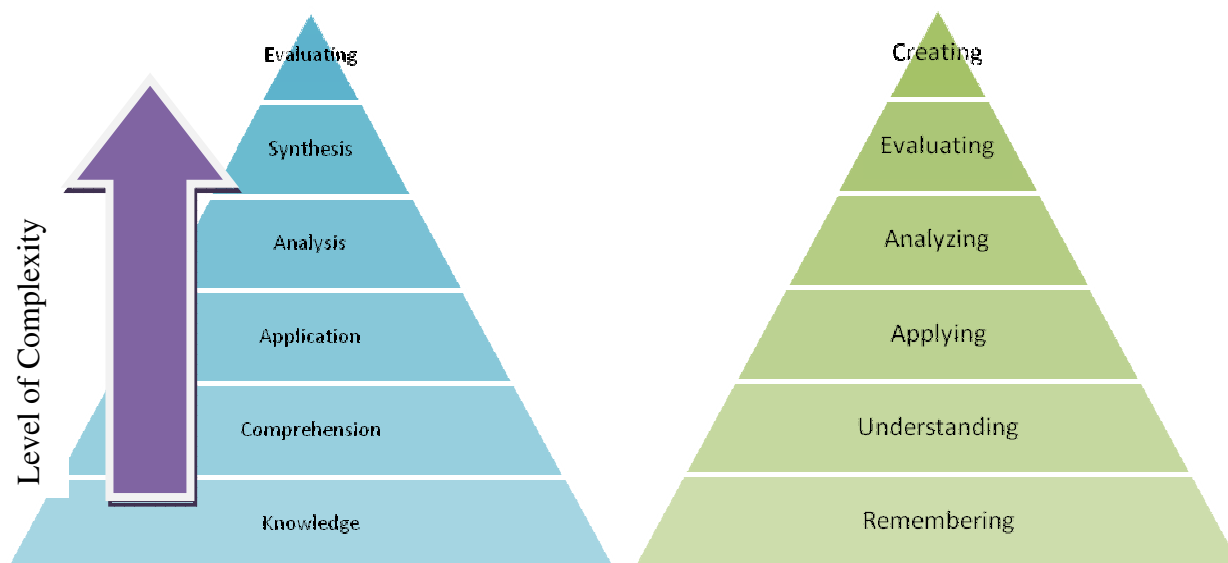 Level of Complexity
Evaluating
Synthesis
Analysis
Application
Comprehension
Knowledge
Creating
Evaluating
Analyzing
Applying
Understanding
Remembering